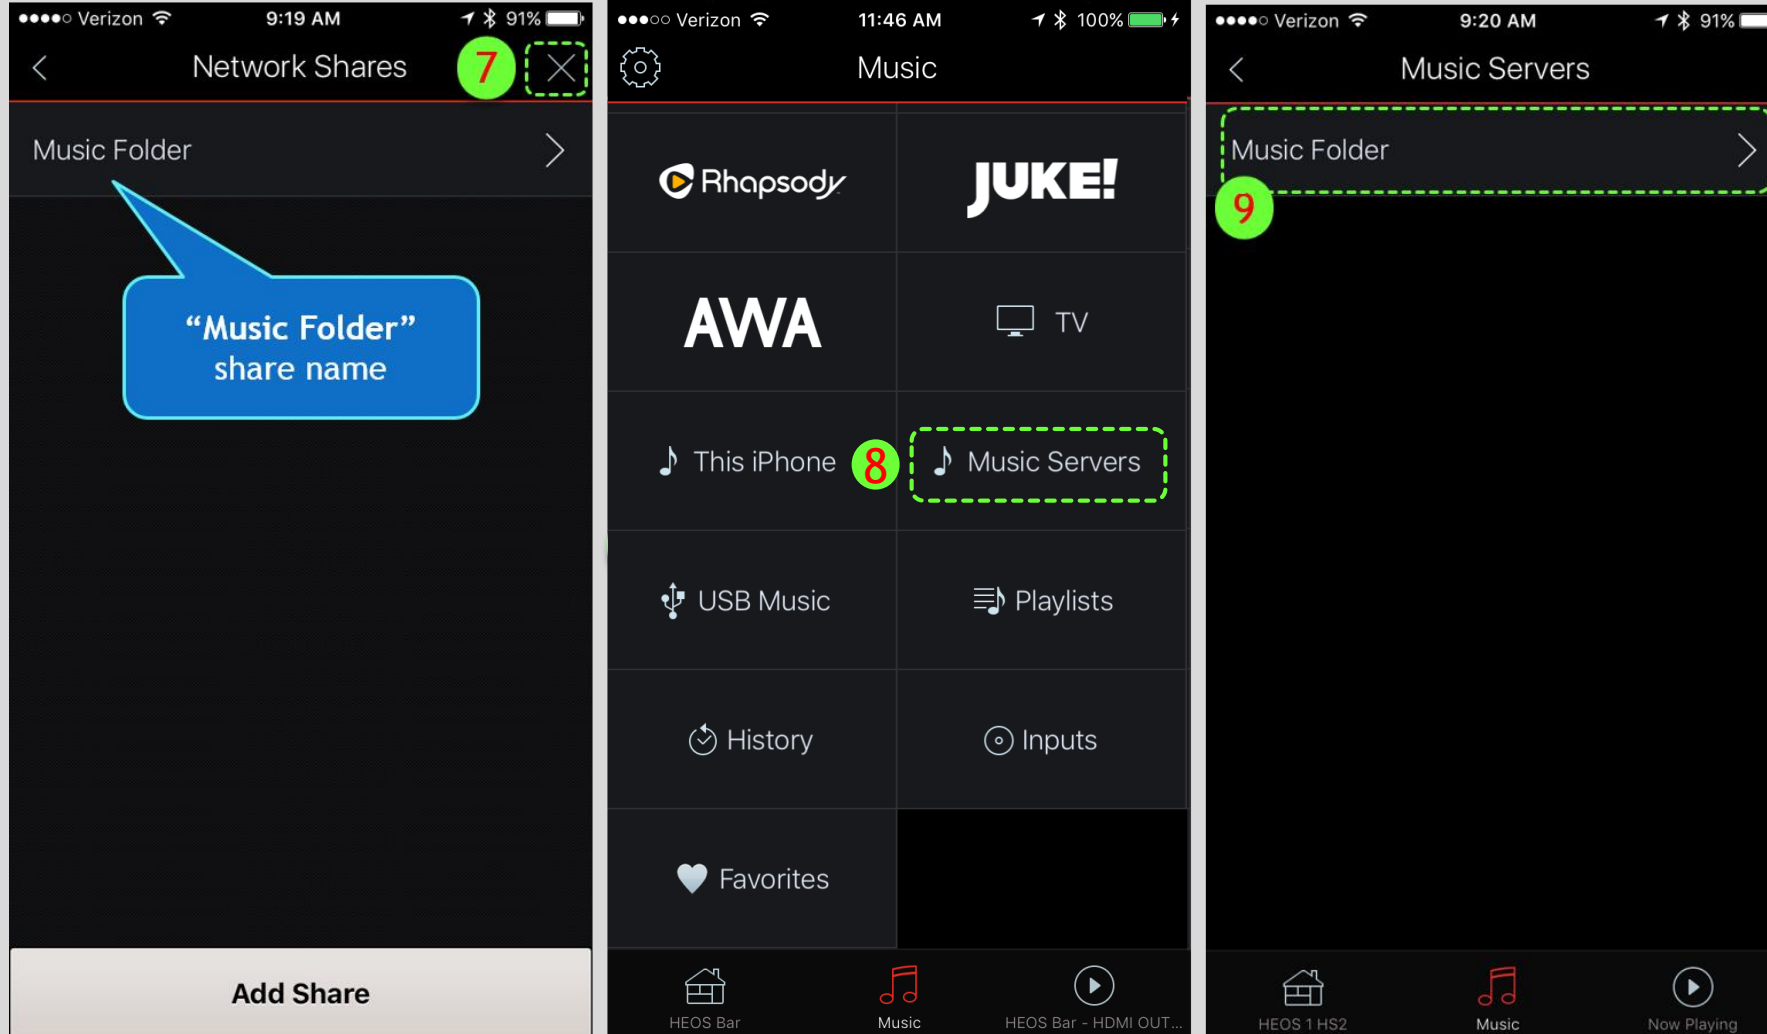 Verizon 9:19 AM 91%
Network Shares 7
Music Folder
“Music Folder”
share name
Add Share
Verizon 11:46 AM 100%
Music
Rhapsody
JUKE!
AWA
TV
This iPhone
8 Music Servers
USB Music
Playlists
History
Inputs
Favorites
HEOS Bar
Music
HEOS Bar - HDMI OUT...
Verizon 9:20 AM 91%
Music Servers
Music Folder
9
HEOS 1 HS2
Music
Now Playing